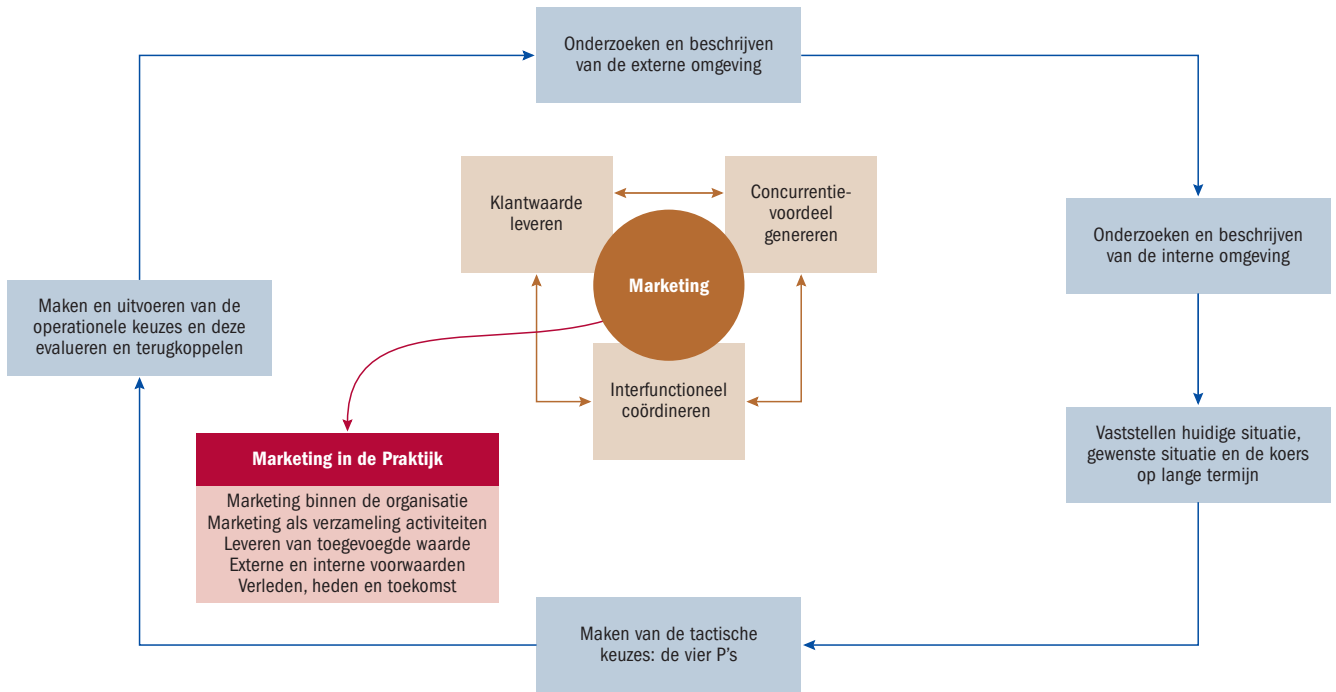 Onderzoeken en beschrijven
van de externe omgeving
Klantwaarde
leveren
Concurrentie-
voordeel
genereren
Marketing
Interfunctioneel
coördineren
Onderzoeken en beschrijven
van de interne omgeving
Maken en uitvoeren van de
operationele keuzes en deze
evalueren en terugkoppelen
Vaststellen huidige situatie,
gewenste situatie en de koers
op lange termijn
Marketing in de Praktijk
Marketing binnen de organisatie
Marketing als verzameling activiteiten
Leveren van toegevoegde waarde
Externe en interne voorwaarden
Verleden, heden en toekomst
Maken van de tactische
keuzes: de vier P's